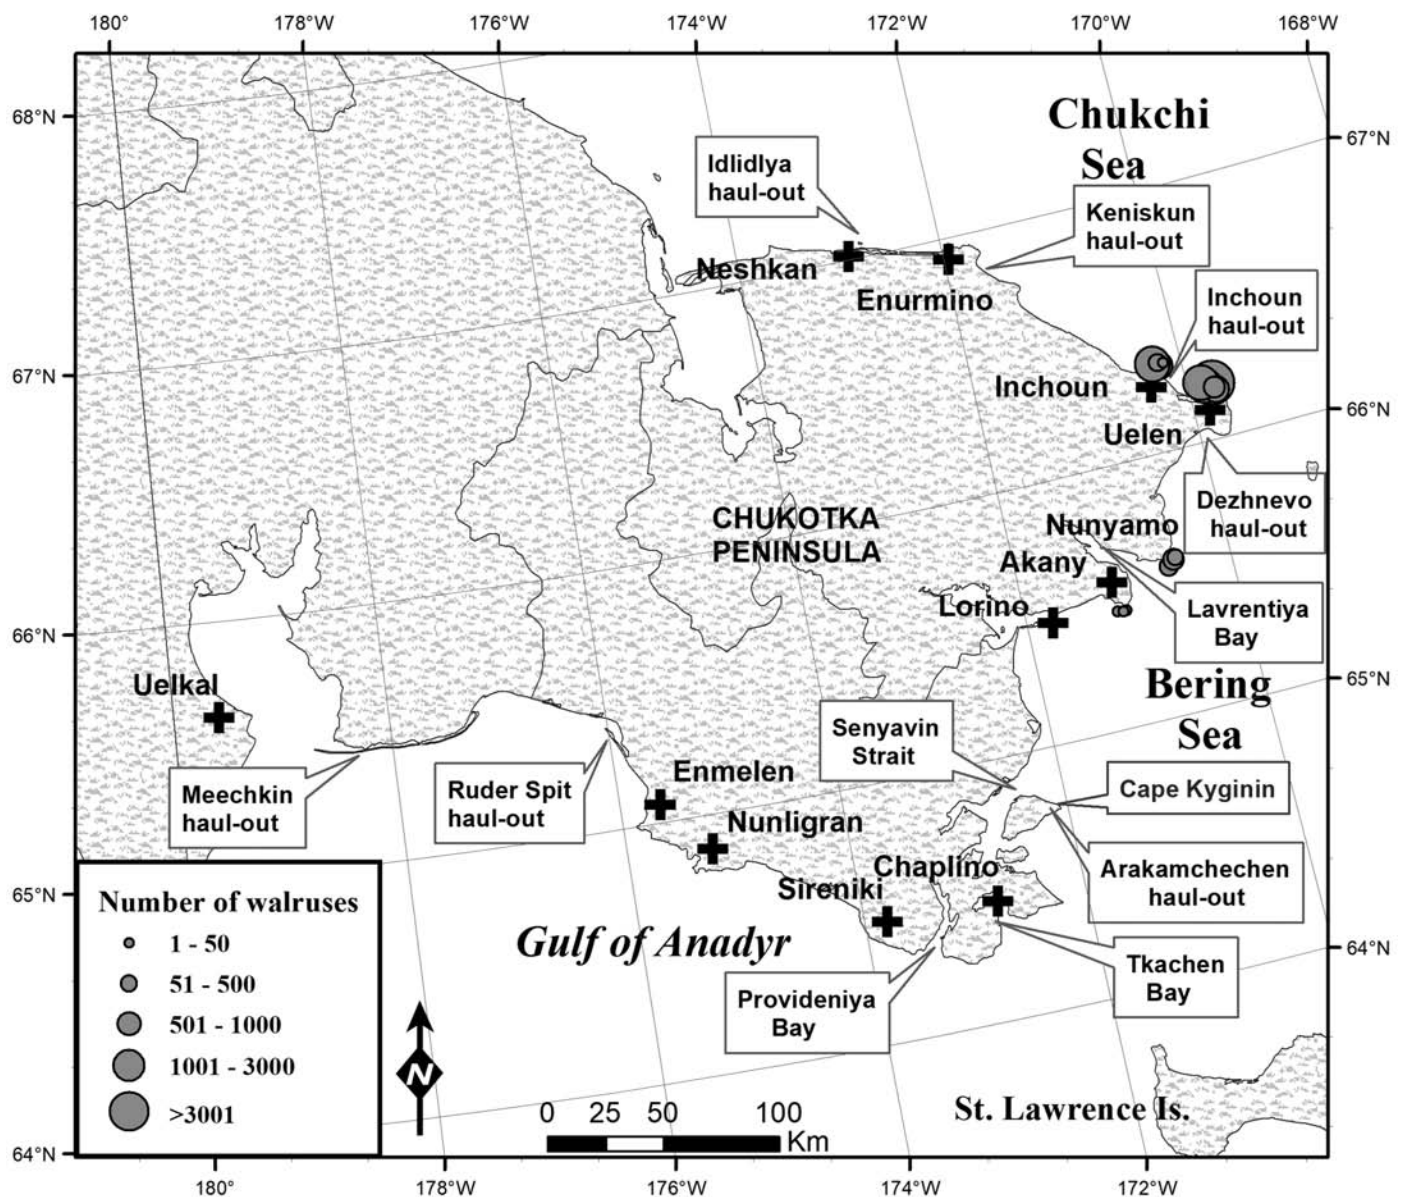 180°
178°W
176°W
174°W
172°W
170°W
168°W
68°N
67°N
66°N
65°N
64°N
67°N
66°N
65°N
64°N
Chukchi
Sea
Idlidlya
haul-out
Keniskun
haul-out
Neshkan
Enurmino
Inchoun
haul-out
Inchoun
Uelen
Dezhnevo
haul-out
CHUKOTKA
PENINSULA
Nunyamo
Akany
Lorino
Lavrentiya
Bay
Bering
Sea
Uelkal
Senyavin
Strait
Meechkin
haul-out
Ruder Spit
haul-out
Enmelen
Cape Kyginin
Nunligran
Chaplino
Arakamchechen
haul-out
Sireniki
Gulf of Anadyr
Tkachen
Bay
Provideniya
Bay
Number of walruses
1 - 50
51 - 500
501 - 1000
1001 - 3000
>3001
N
0 25 50 100
Km
St. Lawrence Is.
180°
178°W
176°W
174°W
172°W